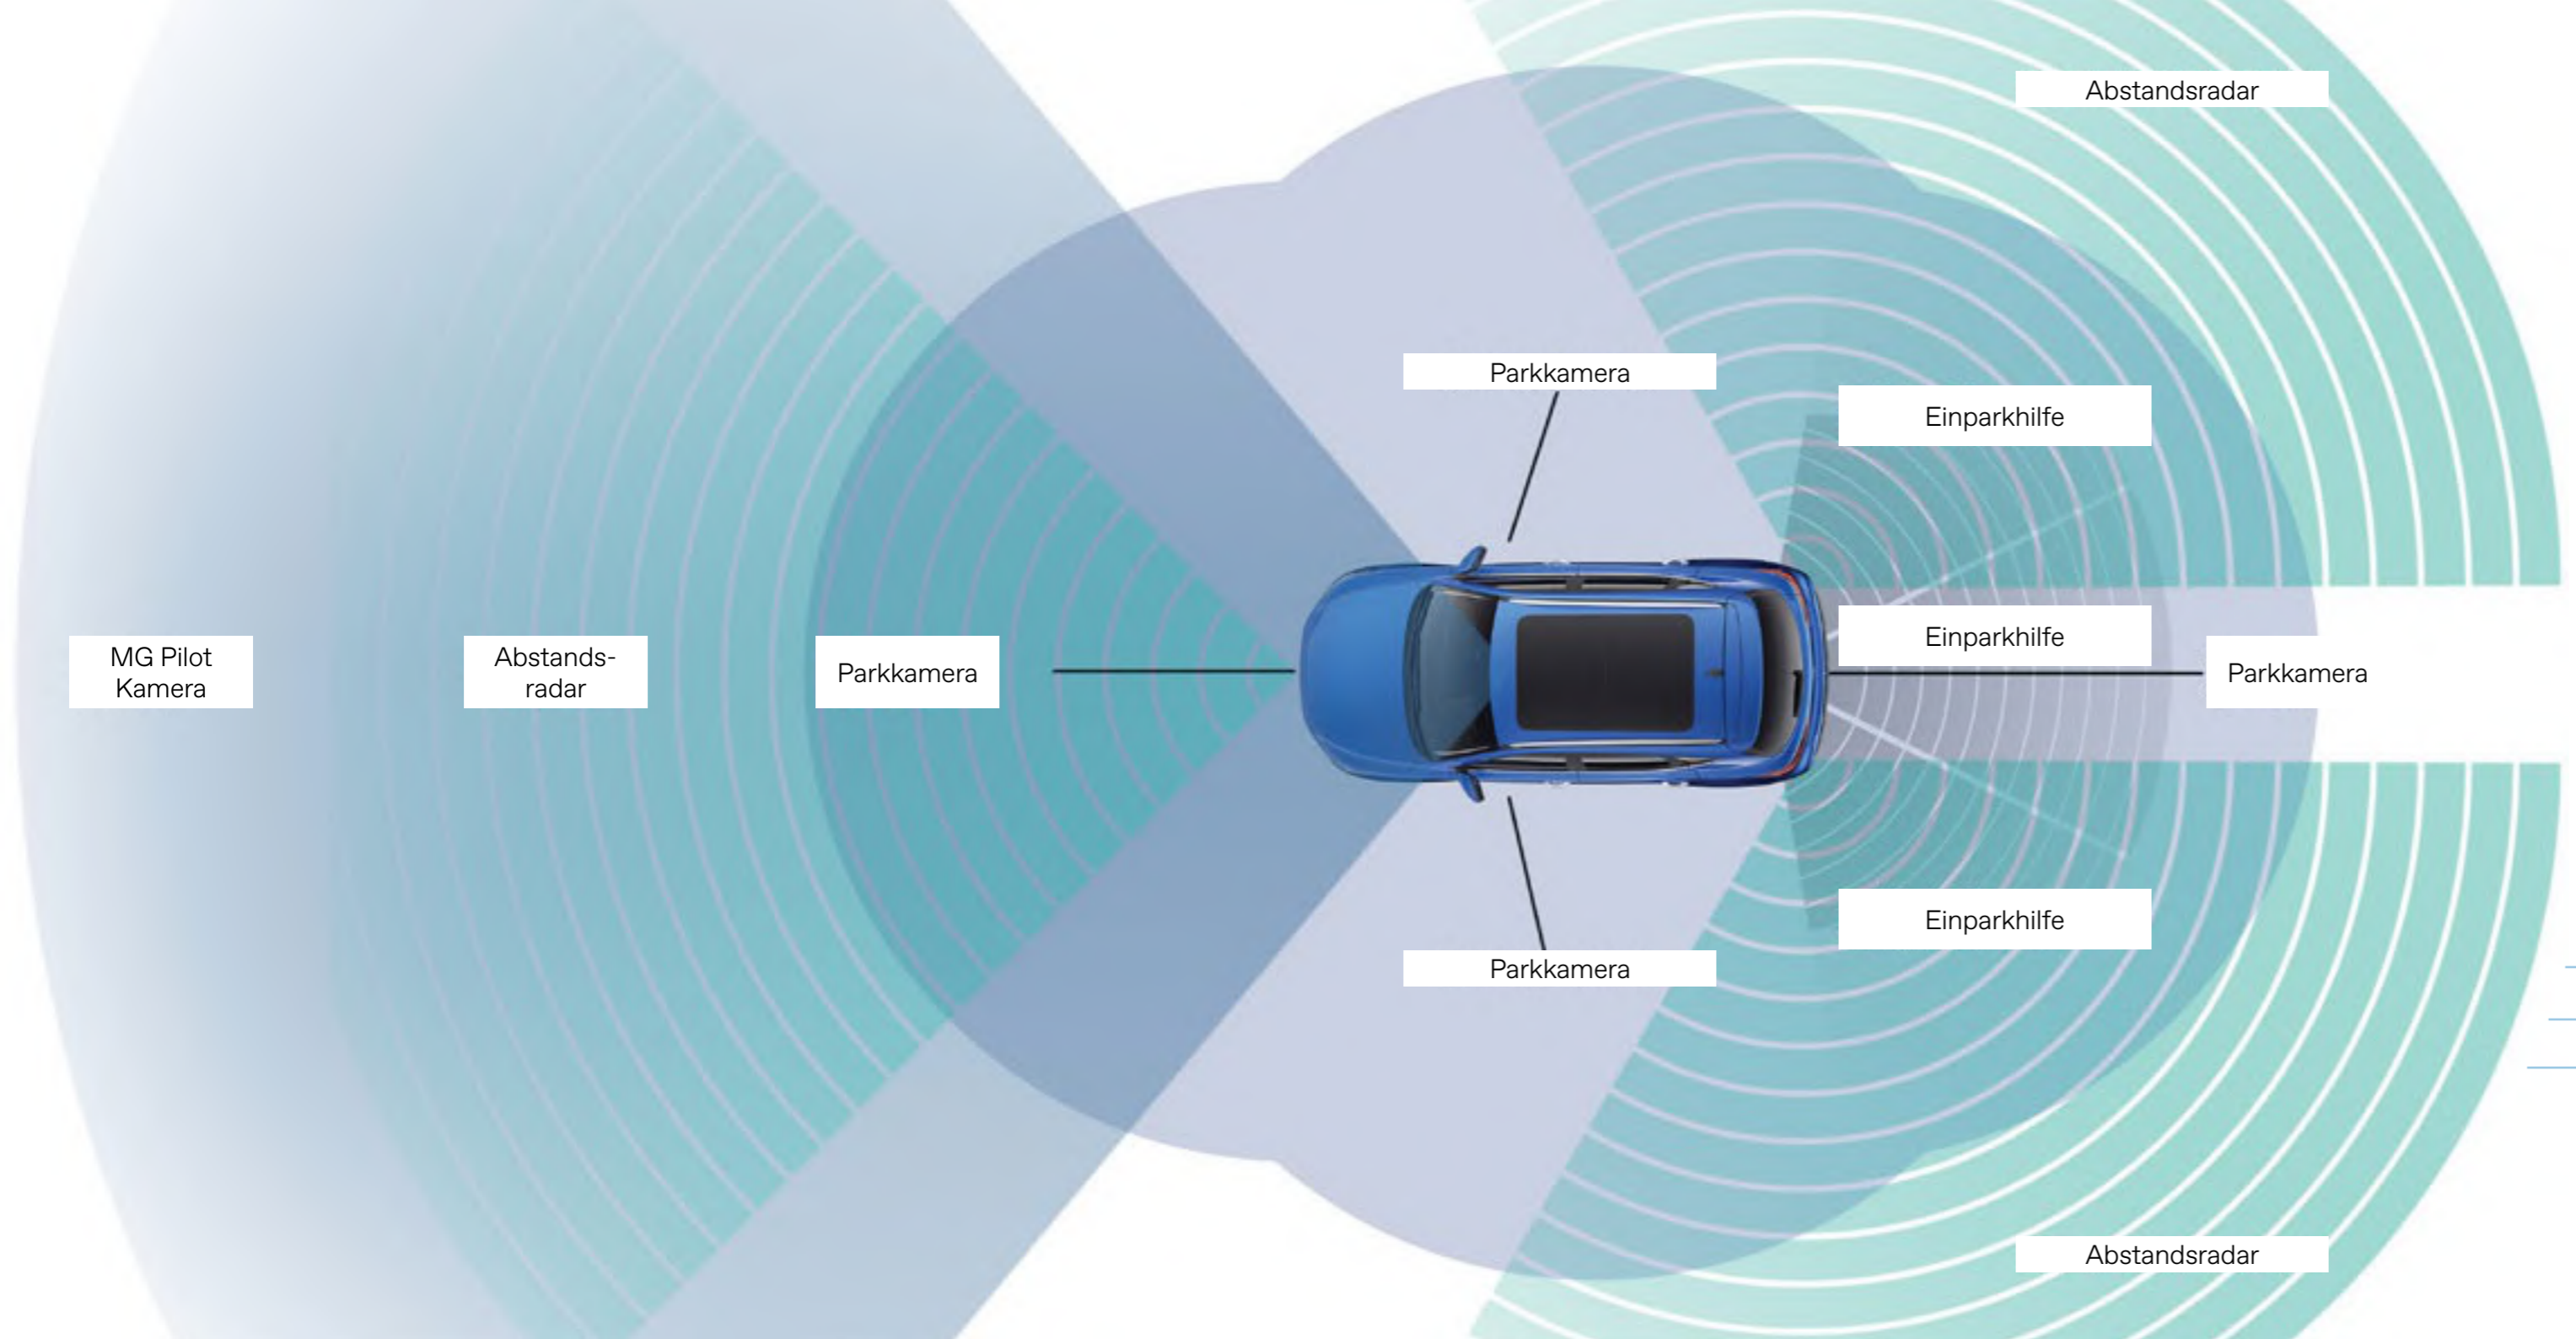 Abstandsradar
Parkkamera
Einparkhilfe
MG Pilot
Kamera
Abstands-
radar
Parkkamera
Einparkhilfe
Parkkamera
Einparkhilfe
Parkkamera
Abstandsradar